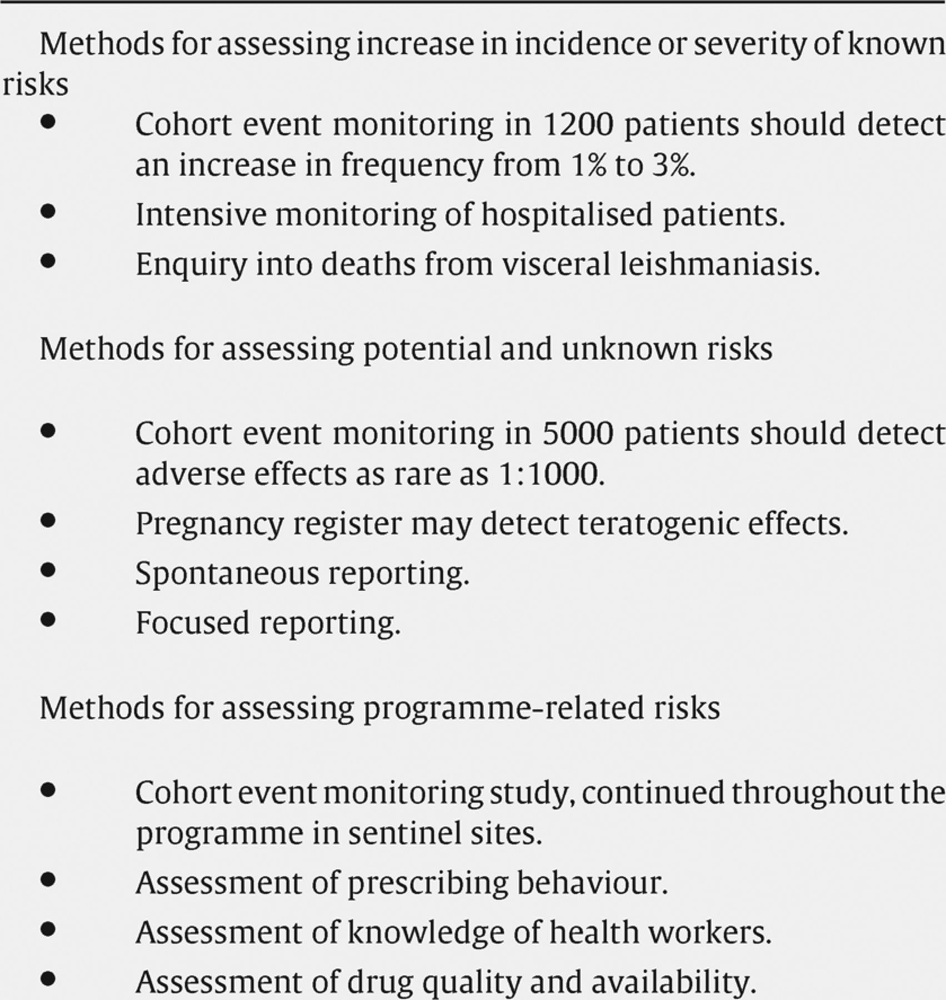 Methods for assessing increase in incidence or severity of known
risks
● Cohort event monitoring in 1200 patients should detect
an increase in frequency from 1% to 3%.
● Intensive monitoring of hospitalised patients.
● Enquiry into deaths from visceral leishmaniasis.
Methods for assessing potential and unknown risks
● Cohort event monitoring in 5000 patients should detect
adverse effects as rare as 1:1000.
● Pregnancy register may detect teratogenic effects.
● Spontaneous reporting.
● Focused reporting.
Methods for assessing programme-related risks
● Cohort event monitoring study, continued throughout the
programme in sentinel sites.
● Assessment of prescribing behaviour.
● Assessment of knowledge of health workers.
● Assessment of drug quality and availability.